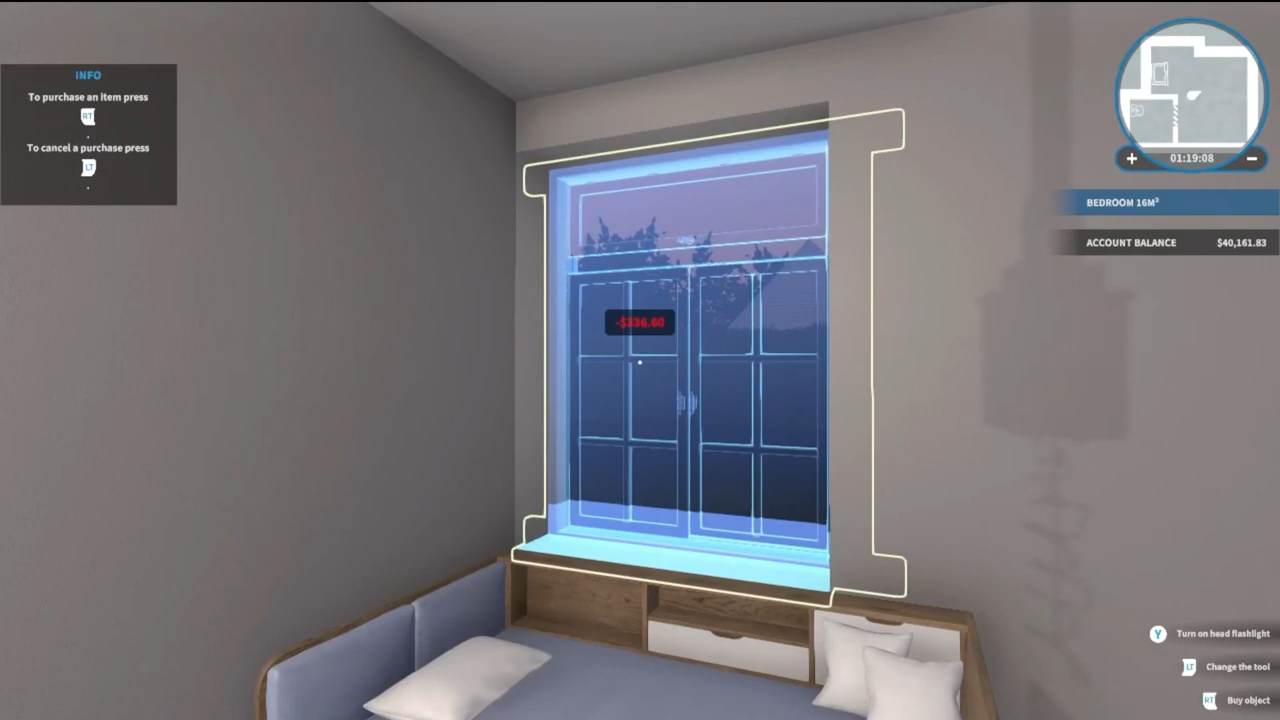 INFO
To purchase an item press
RT
.
To cancel a purchase press
LT
.
+ 01:19:08 −
BEDROOM 16M²
ACCOUNT BALANCE $40,161.83
-$336.60
Y Turn on head flashlight
LT Change the tool
RT Buy object